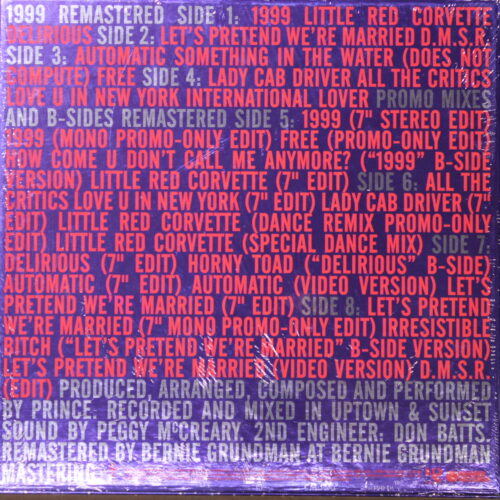 1999 REMASTERED SIDE 1: 1999 LITTLE RED CORVETTE
DELIRIOUS SIDE 2: LET'S PRETEND WE'RE MARRIED D.M.S.R.
SIDE 3: AUTOMATIC SOMETHING IN THE WATER (DOES NOT
COMPUTE) FREE SIDE 4: LADY CAB DRIVER ALL THE CRITICS
LOVE U IN NEW YORK INTERNATIONAL LOVER PROMO MIXES
AND B-SIDES REMASTERED SIDE 5: 1999 (7" STEREO EDIT)
1999 (MONO PROMO-ONLY EDIT) FREE (PROMO-ONLY EDIT)
HOW COME U DON'T CALL ME ANYMORE? ("1999" B-SIDE
VERSION) LITTLE RED CORVETTE (7" EDIT) SIDE 6: ALL THE
CRITICS LOVE U IN NEW YORK (7" EDIT) LADY CAB DRIVER (7"
EDIT) LITTLE RED CORVETTE (DANCE REMIX PROMO-ONLY
EDIT) LITTLE RED CORVETTE (SPECIAL DANCE MIX) SIDE 7:
DELIRIOUS (7" EDIT) HORNY TOAD ("DELIRIOUS" B-SIDE)
AUTOMATIC (7" EDIT) AUTOMATIC (VIDEO VERSION) LET'S
PRETEND WE'RE MARRIED (7" EDIT) SIDE 8: LET'S PRETEND
WE'RE MARRIED (7" MONO PROMO-ONLY EDIT) IRRESISTIBLE
BITCH ("LET'S PRETEND WE'RE MARRIED" B-SIDE VERSION)
LET'S PRETEND WE'RE MARRIED (VIDEO VERSION) D.M.S.R.
(EDIT) PRODUCED, ARRANGED, COMPOSED AND PERFORMED
BY PRINCE. RECORDED AND MIXED IN UPTOWN & SUNSET
SOUND BY PEGGY McCREARY. 2ND ENGINEER: DON BATTS.
REMASTERED BY BERNIE GRUNDMAN AT BERNIE GRUNDMAN
MASTERING.